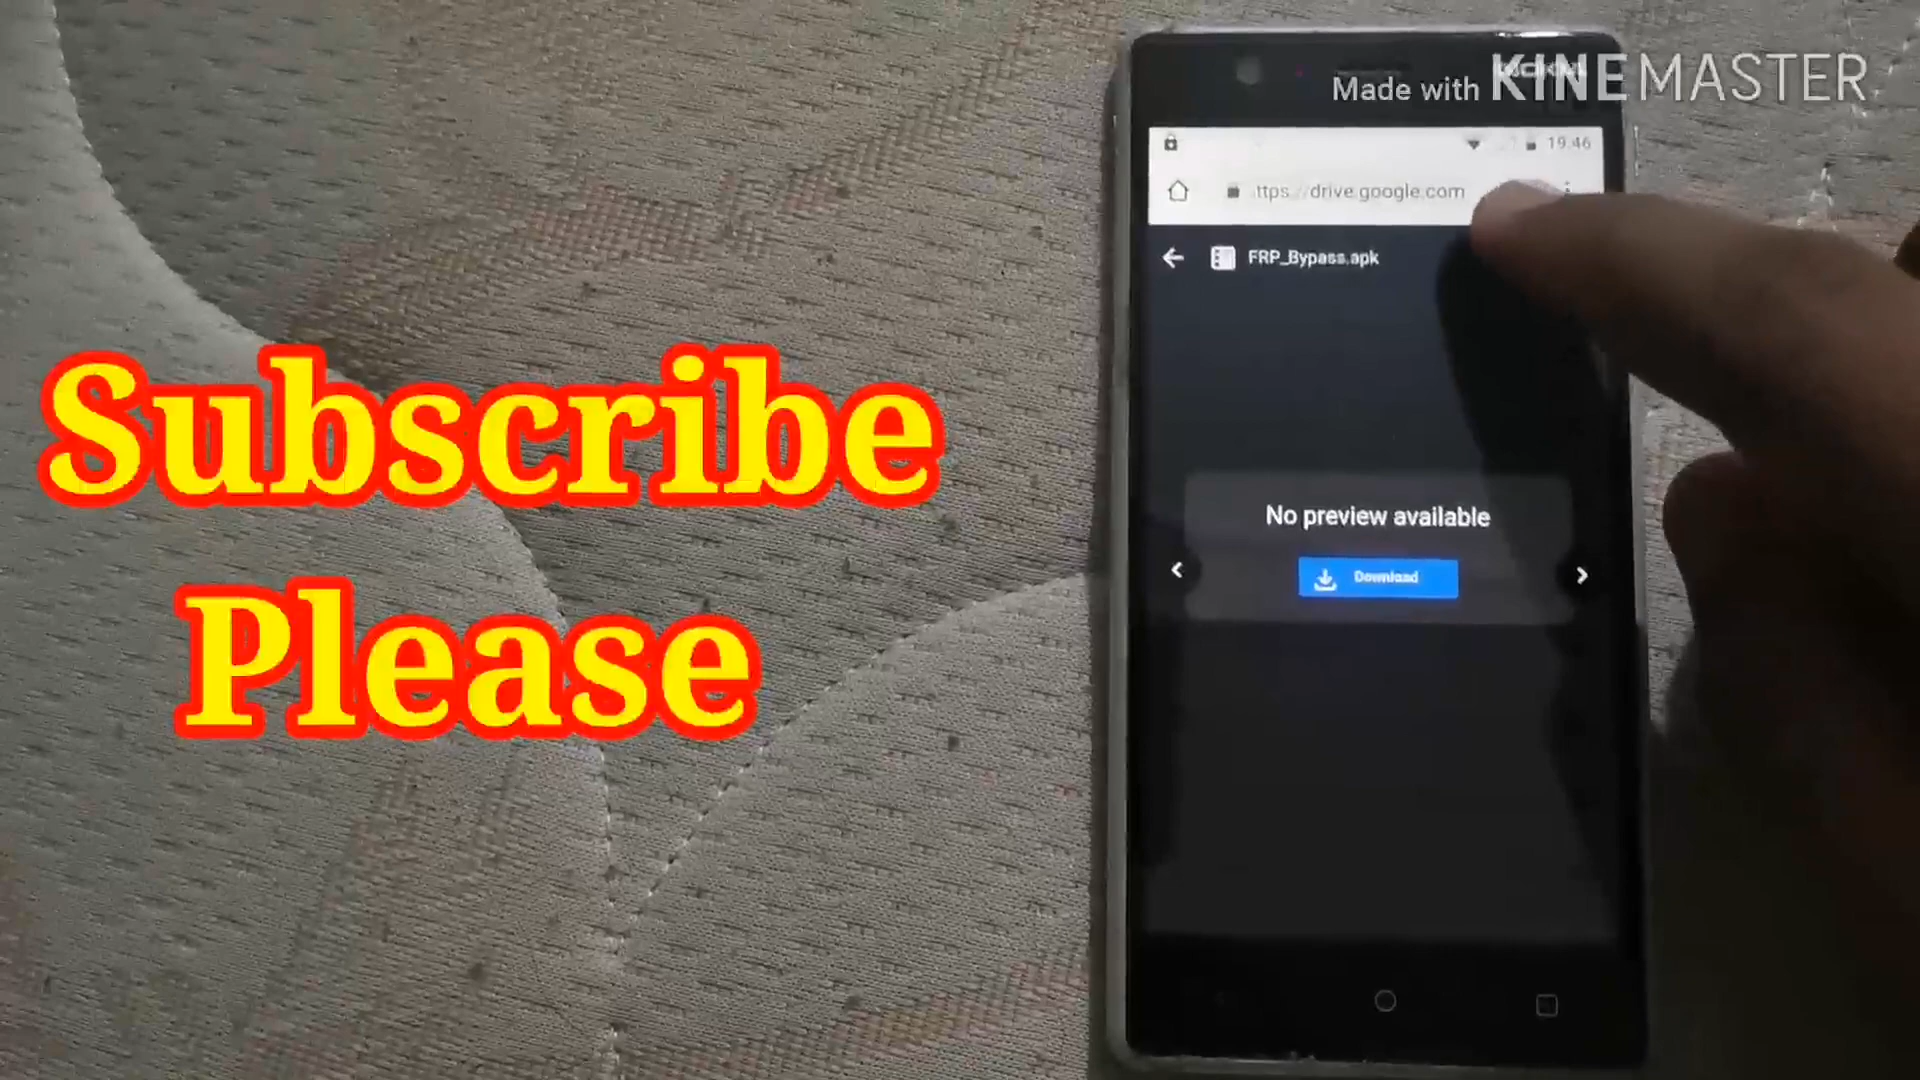 Made with KINEMASTER
19:46
ttps://drive.google.com
FRP_Bypass.apk
Subscribe
Please
No preview available
Download